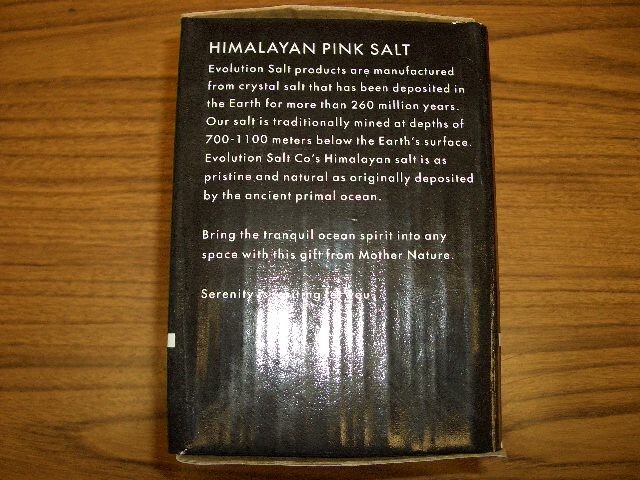 HIMALAYAN PINK SALT
Evolution Salt products are manufactured
from crystal salt that has been deposited in
the Earth for more than 260 million years.
Our salt is traditionally mined at depths of
700-1100 meters below the Earth's surface.
Evolution Salt Co's Himalayan salt is as
pristine and natural as originally deposited
by the ancient primal ocean.
Bring the tranquil ocean spirit into any
space with this gift from Mother Nature.
Serenity